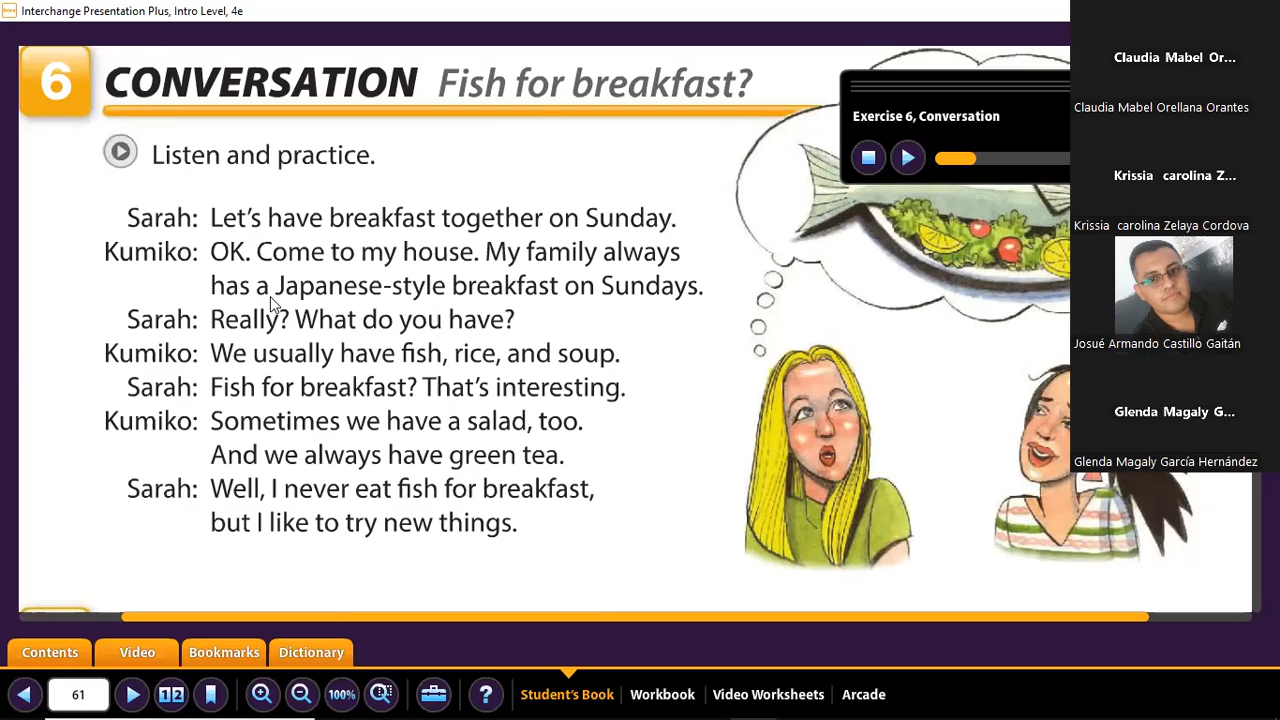 Interchange Presentation Plus, Intro Level, 4e
6 CONVERSATION Fish for breakfast?
Listen and practice.
Sarah: Let's have breakfast together on Sunday.
Kumiko: OK. Come to my house. My family always
has a Japanese-style breakfast on Sundays.
Sarah: Really? What do you have?
Kumiko: We usually have fish, rice, and soup.
Sarah: Fish for breakfast? That's interesting.
Kumiko: Sometimes we have a salad, too.
And we always have green tea.
Sarah: Well, I never eat fish for breakfast,
but I like to try new things.
Exercise 6, Conversation
Claudia Mabel Or...
Claudia Mabel Orellana Orantes
Krissia carolina Z...
Krissia carolina Zelaya Cordova
Josué Armando Castillo Gaitán
Glenda Magaly G...
Glenda Magaly García Hernández
Contents Video Bookmarks Dictionary
61 1 2 100% ? Student's Book Workbook Video Worksheets Arcade